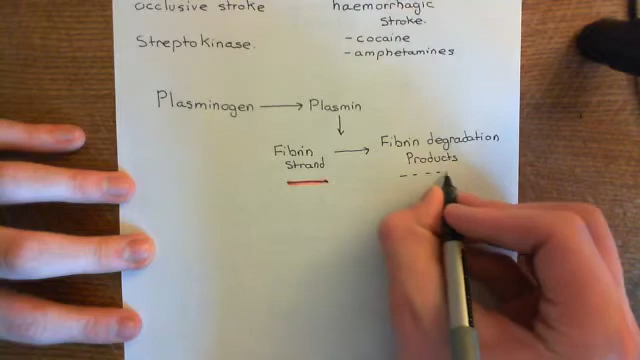 occlusive stroke
haemorrhagic
stroke.
Streptokinase.
- cocaine
- amphetamines
Plasminogen → Plasmin
↓
Fibrin
Strand
→ Fibrin degradation
Products